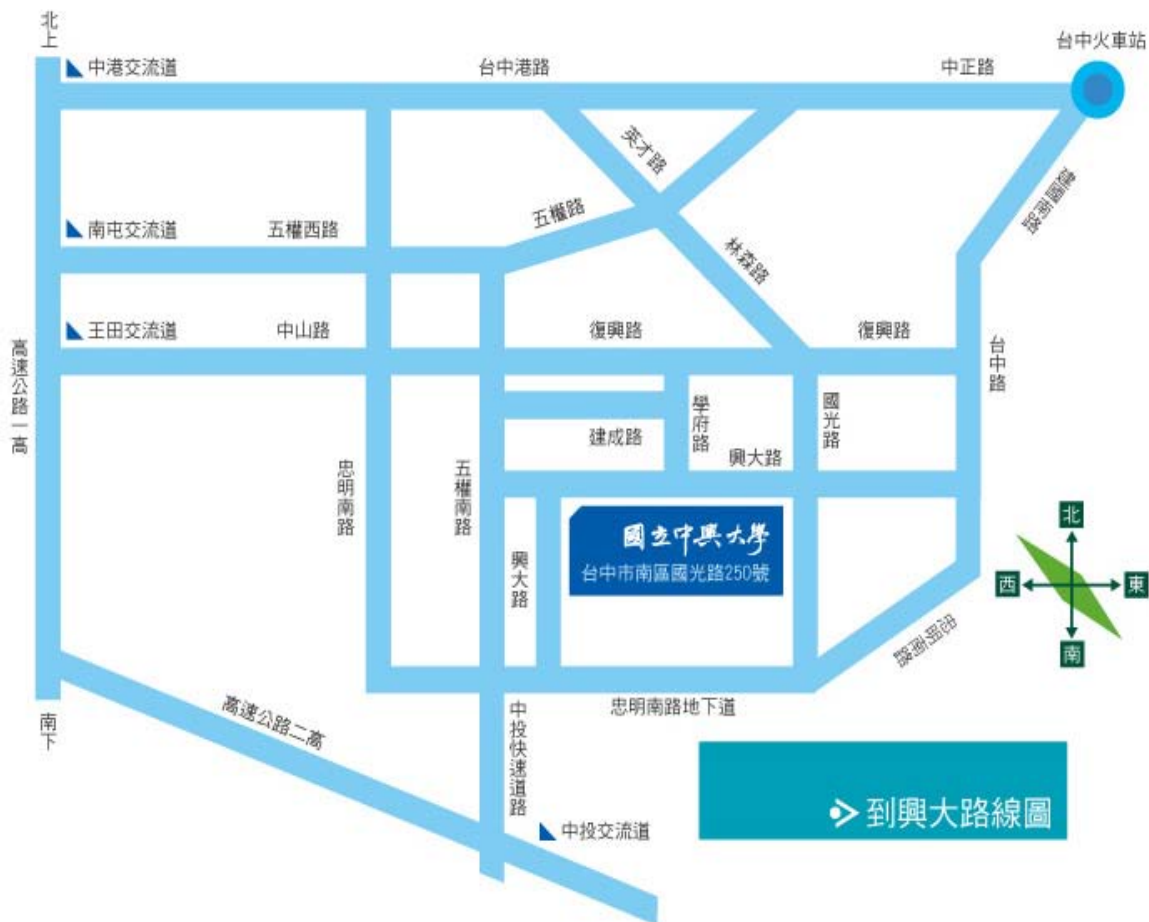 北上
台中火車站
中港交流道
台中港路
中正路
英才路
建國南路
南屯交流道
五權西路
五權路
林森路
王田交流道
中山路
復興路
復興路
台中路
高速公路一高
學府路
國光路
建成路
興大路
忠明南路
五權南路
國立中興大學
台中市南區國光路250號
興大路
北
西
東
南
忠明南路
南下
高速公路二高
中投快速道路
忠明南路地下道
中投交流道
到興大路線圖